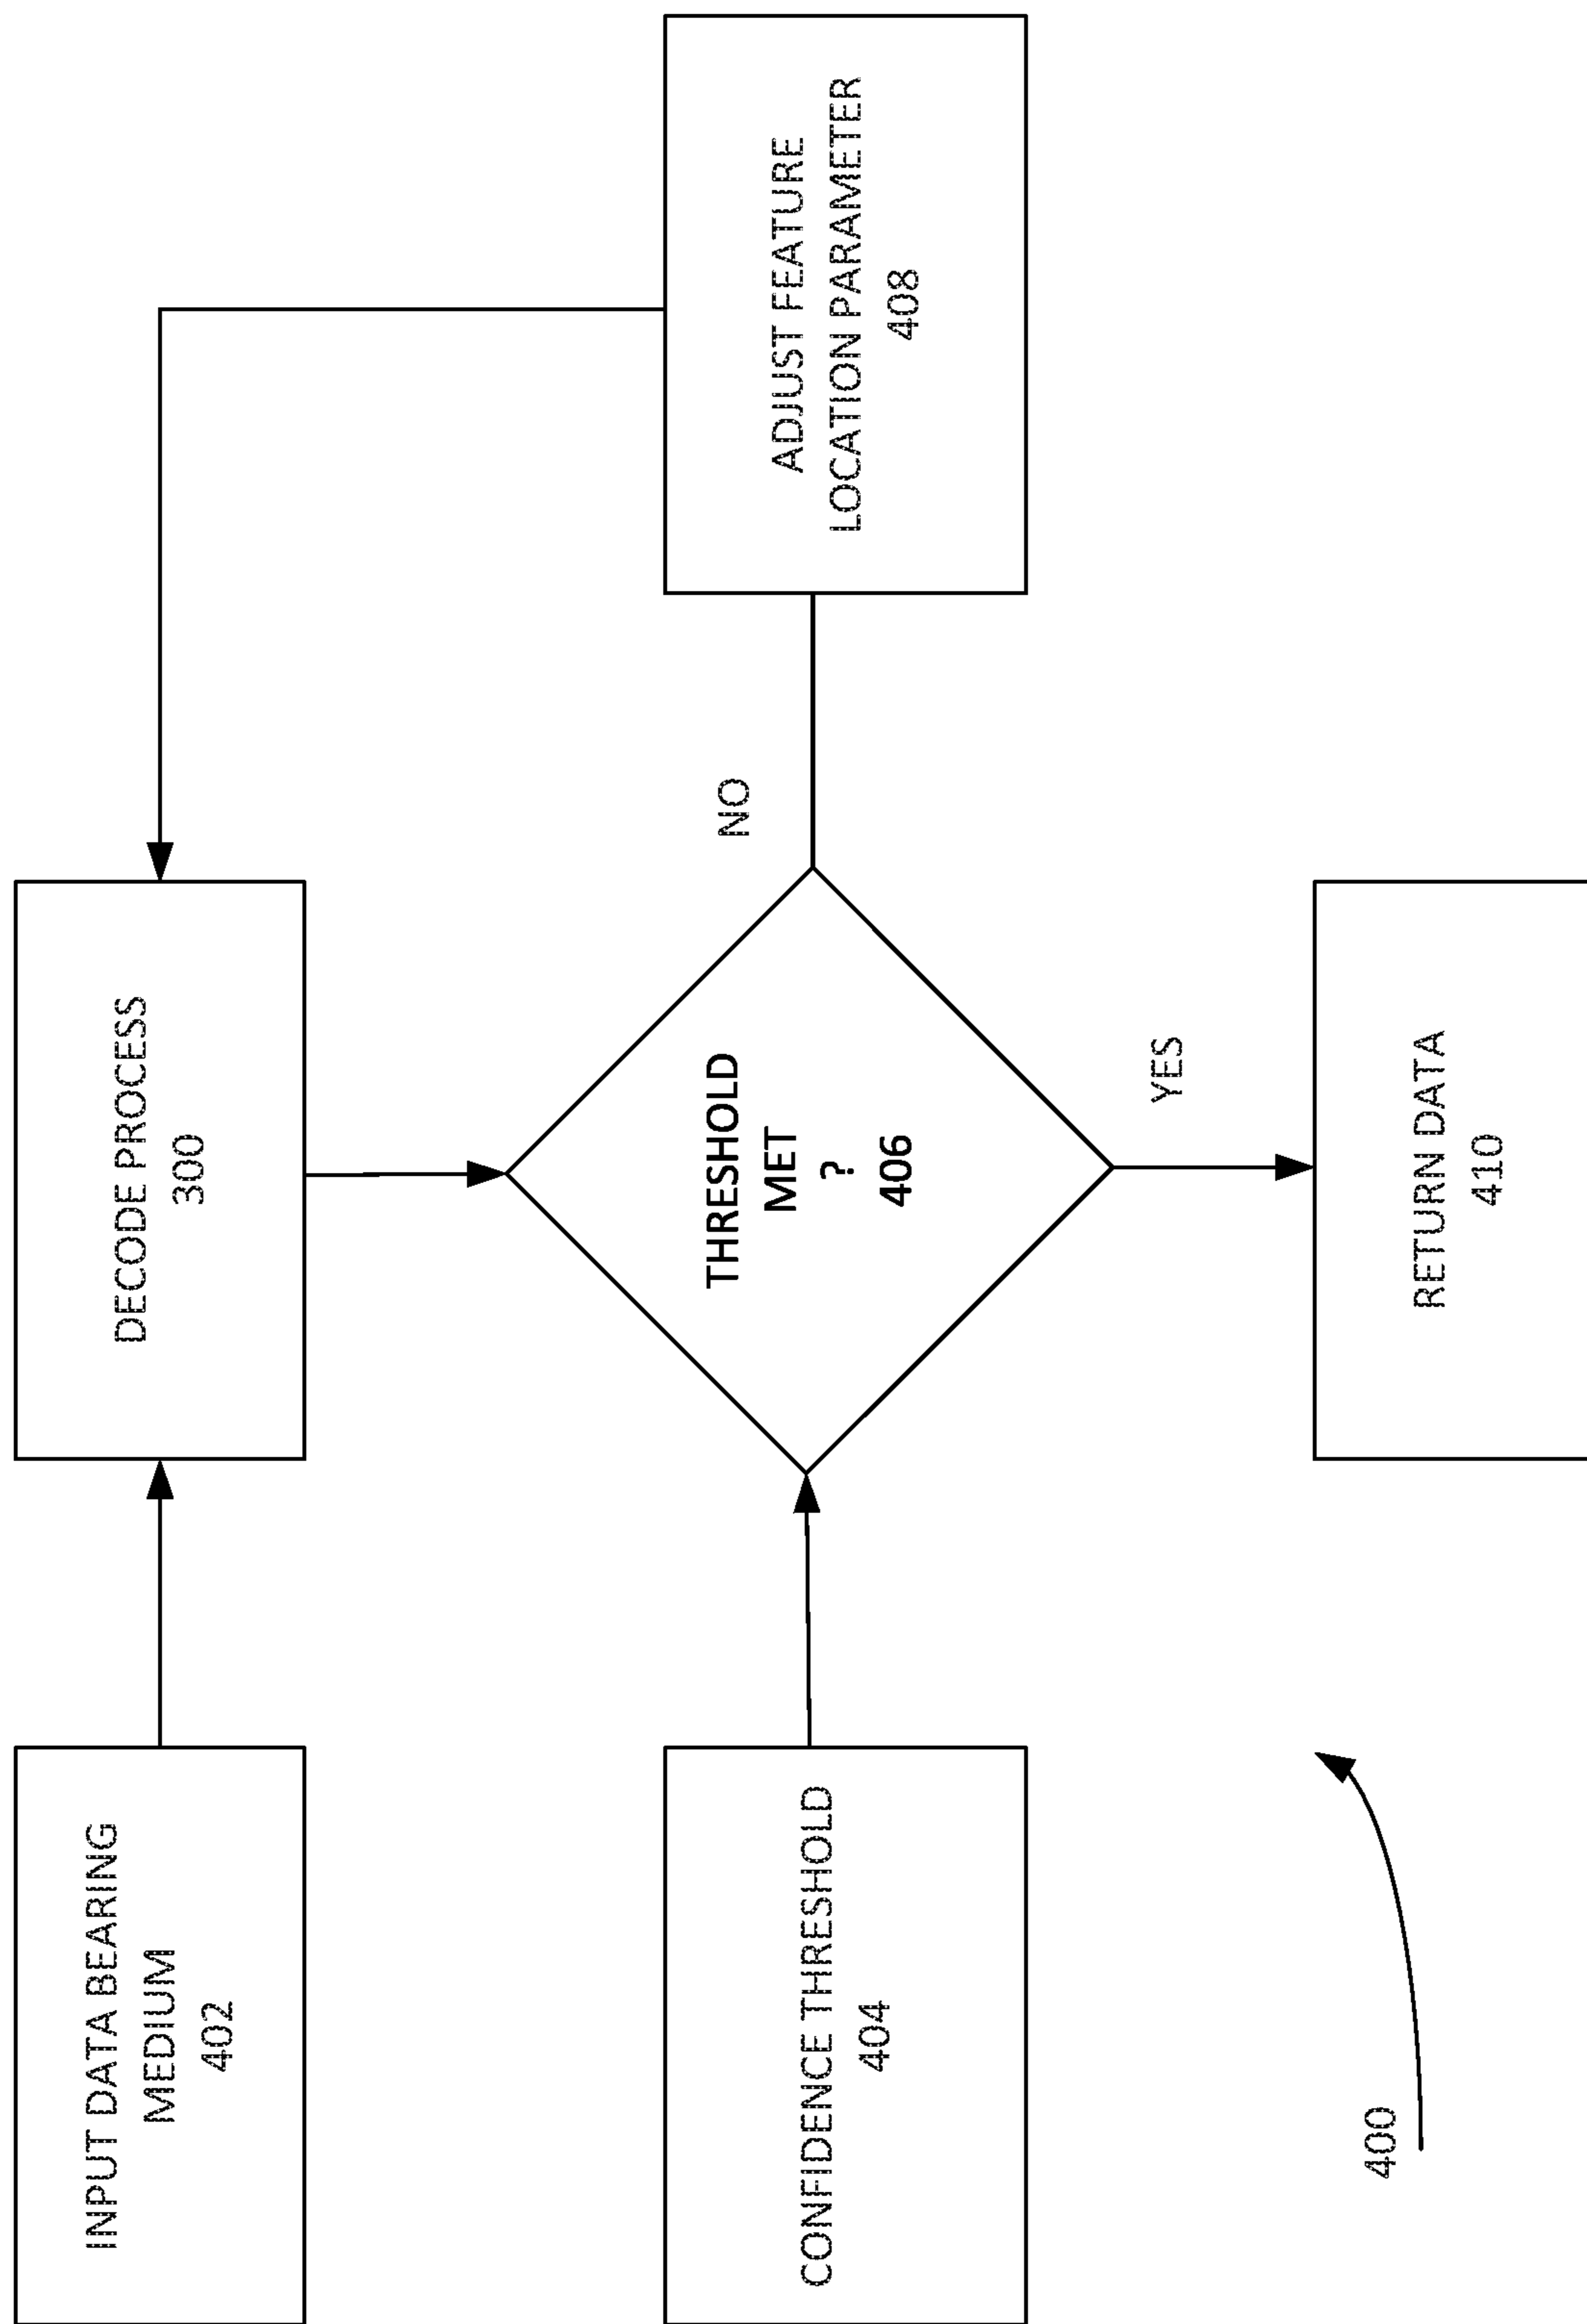 INPUT DATA BEARING
MEDIUM
402
DECODE PROCESS
300
CONFIDENCE THRESHOLD
404
THRESHOLD
MET
?
406
NO
ADJUST FEATURE
LOCATION PARAMETER
408
YES
RETURN DATA
410
400